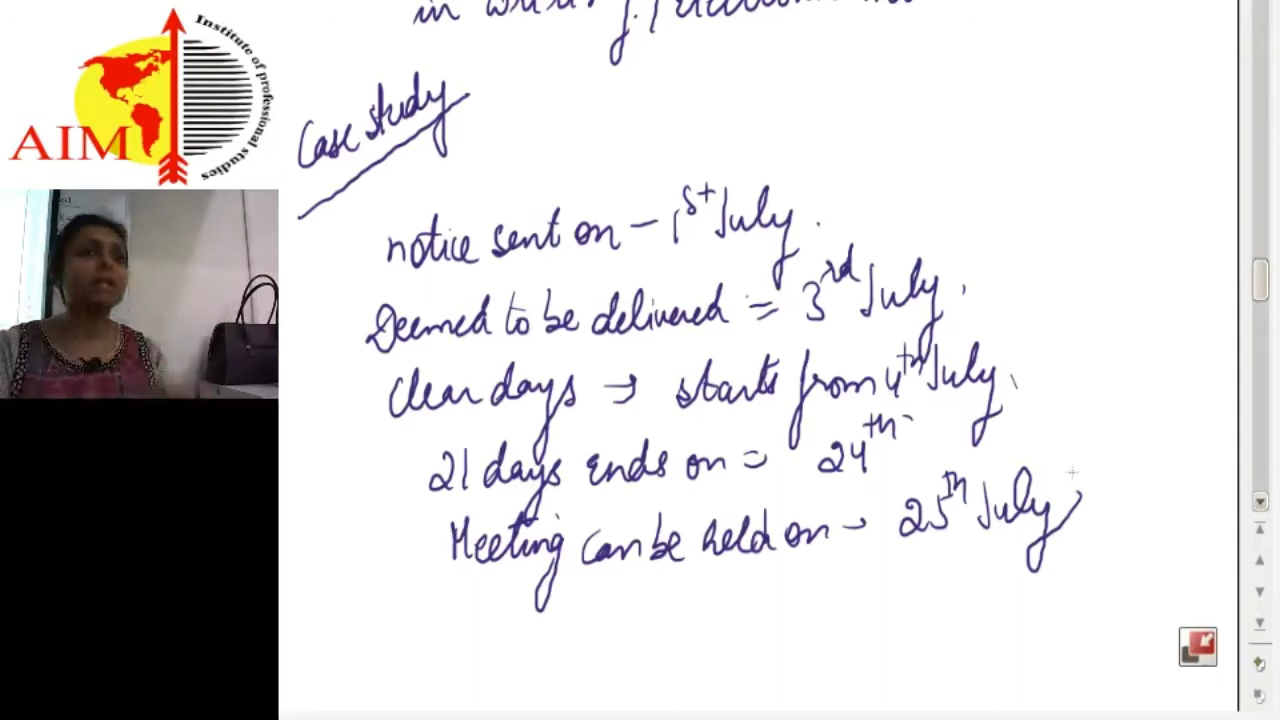 AIM
Institute of professional studies
in
Case study
notice sent on - 1st July.
Deemed to be delivered = 3rd July.
Clear days → starts from 4th July.
21 days ends on = 24th
Meeting can be held on - 25th July